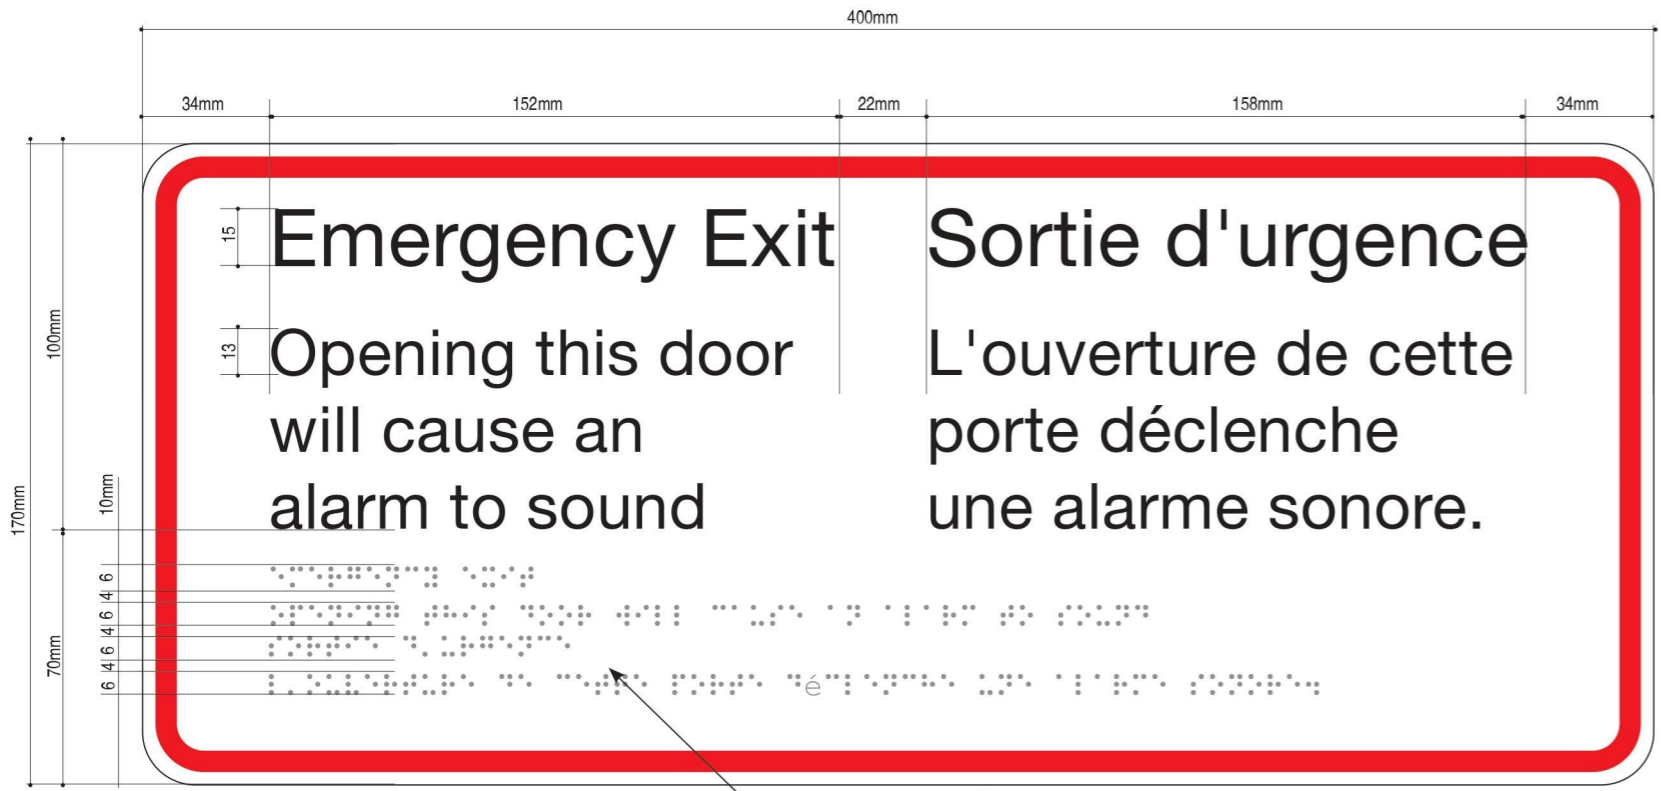 400mm
34mm 152mm 22mm 158mm 34mm
170mm
100mm
70mm
10mm
15
13
6
4
6
4
6
4
6
Emergency Exit
Opening this door
will cause an
alarm to sound
Sortie d'urgence
L'ouverture de cette
porte déclenche
une alarme sonore.
é